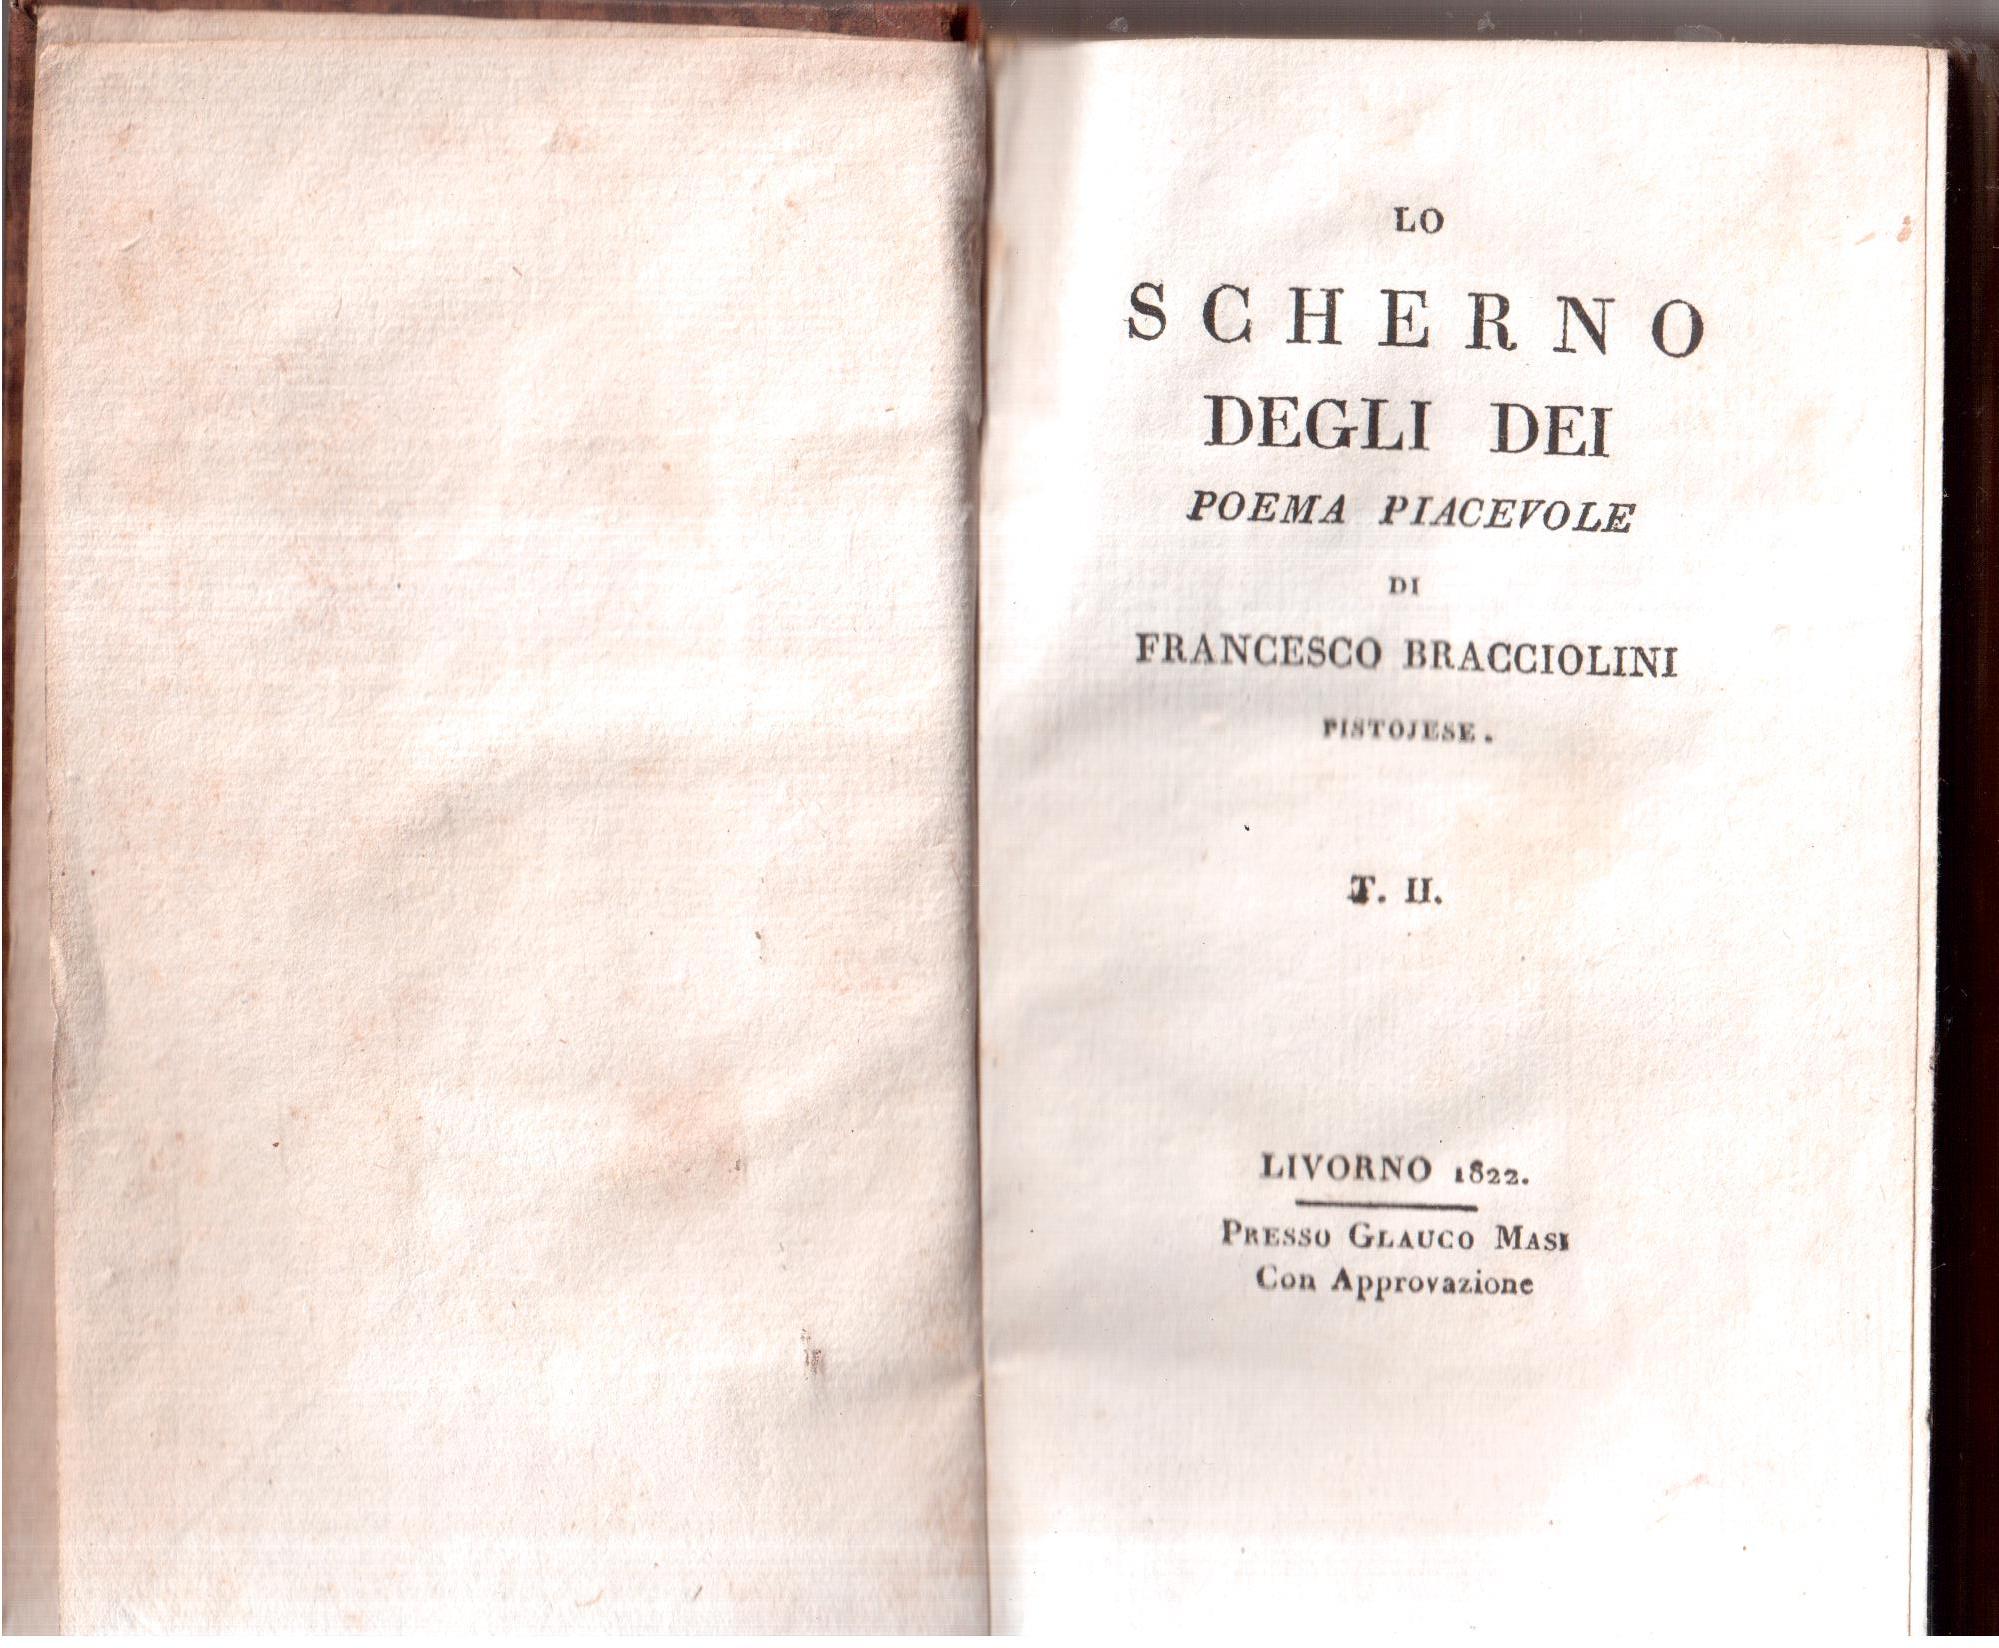 LO
SCHERNO
DEGLI DEI
POEMA PIACEVOLE
DI
FRANCESCO BRACCIOLINI
PISTOJESE.
T. II.
LIVORNO 1822.
PRESSO GLAUCO MASI
Con Approvazione